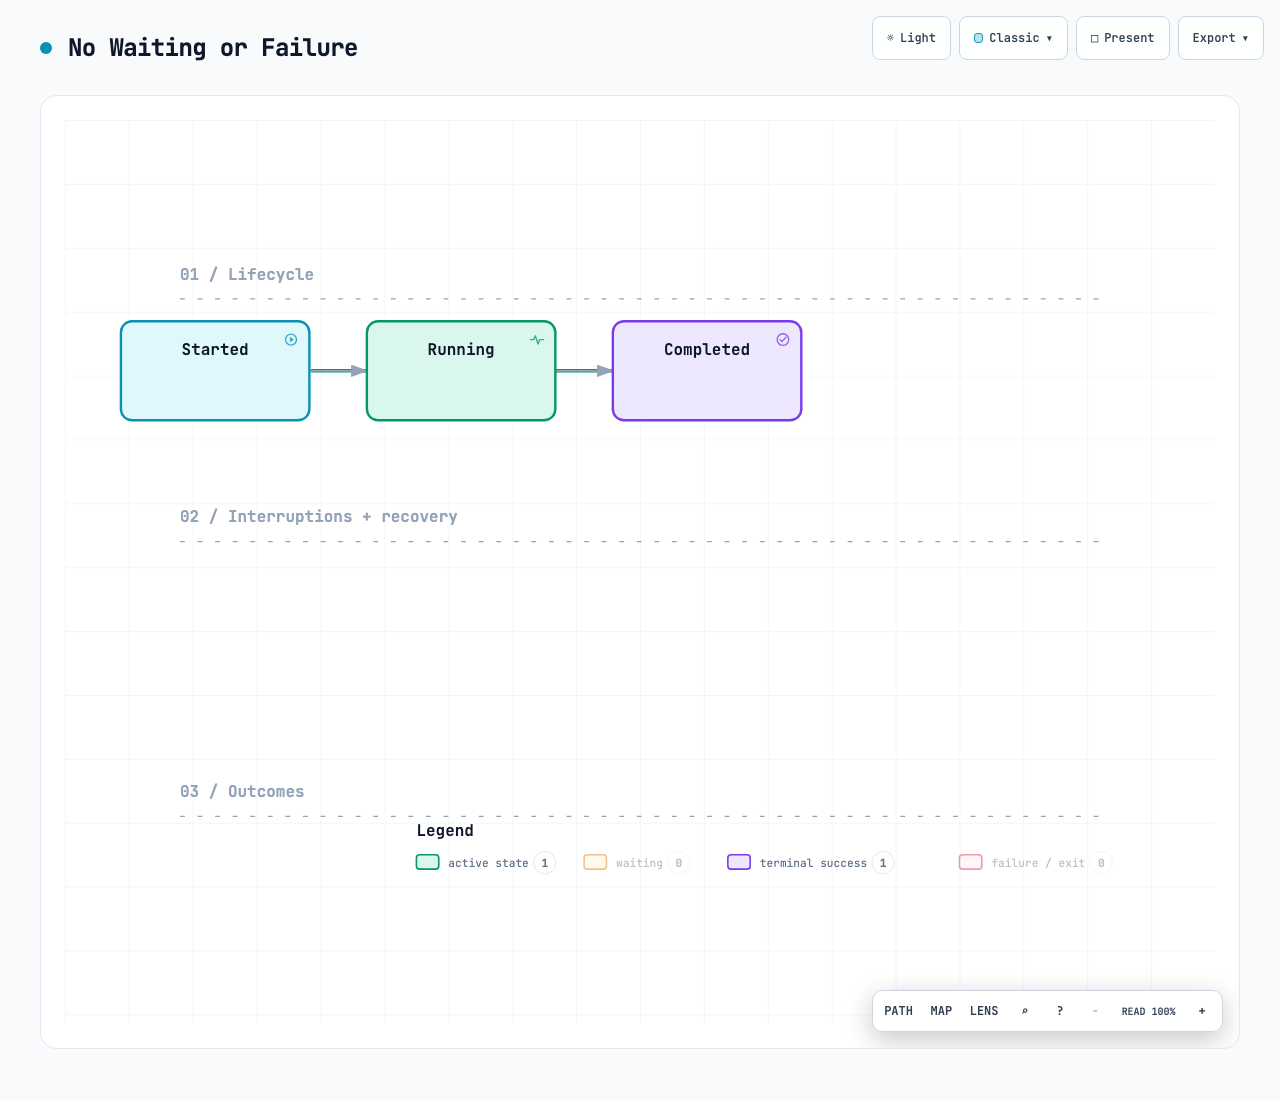 No Waiting or Failure
☼ Light
Classic ▾
□ Present
Export ▾
01 / Lifecycle
Started
Running
Completed
02 / Interruptions + recovery
03 / Outcomes
Legend
active state 1
waiting 0
terminal success 1
failure / exit 0
PATH MAP LENS ⌕ ? - READ 100% +